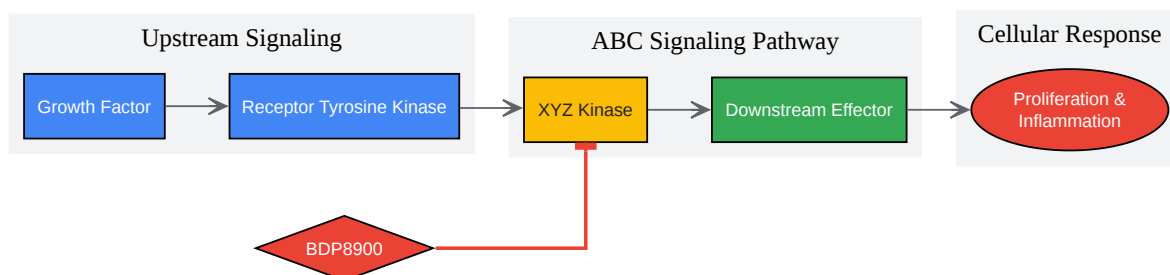 Upstream Signaling
ABC Signaling Pathway
Cellular Response
Growth Factor
Receptor Tyrosine Kinase
XYZ Kinase
Downstream Effector
Proliferation &
Inflammation
BDP8900